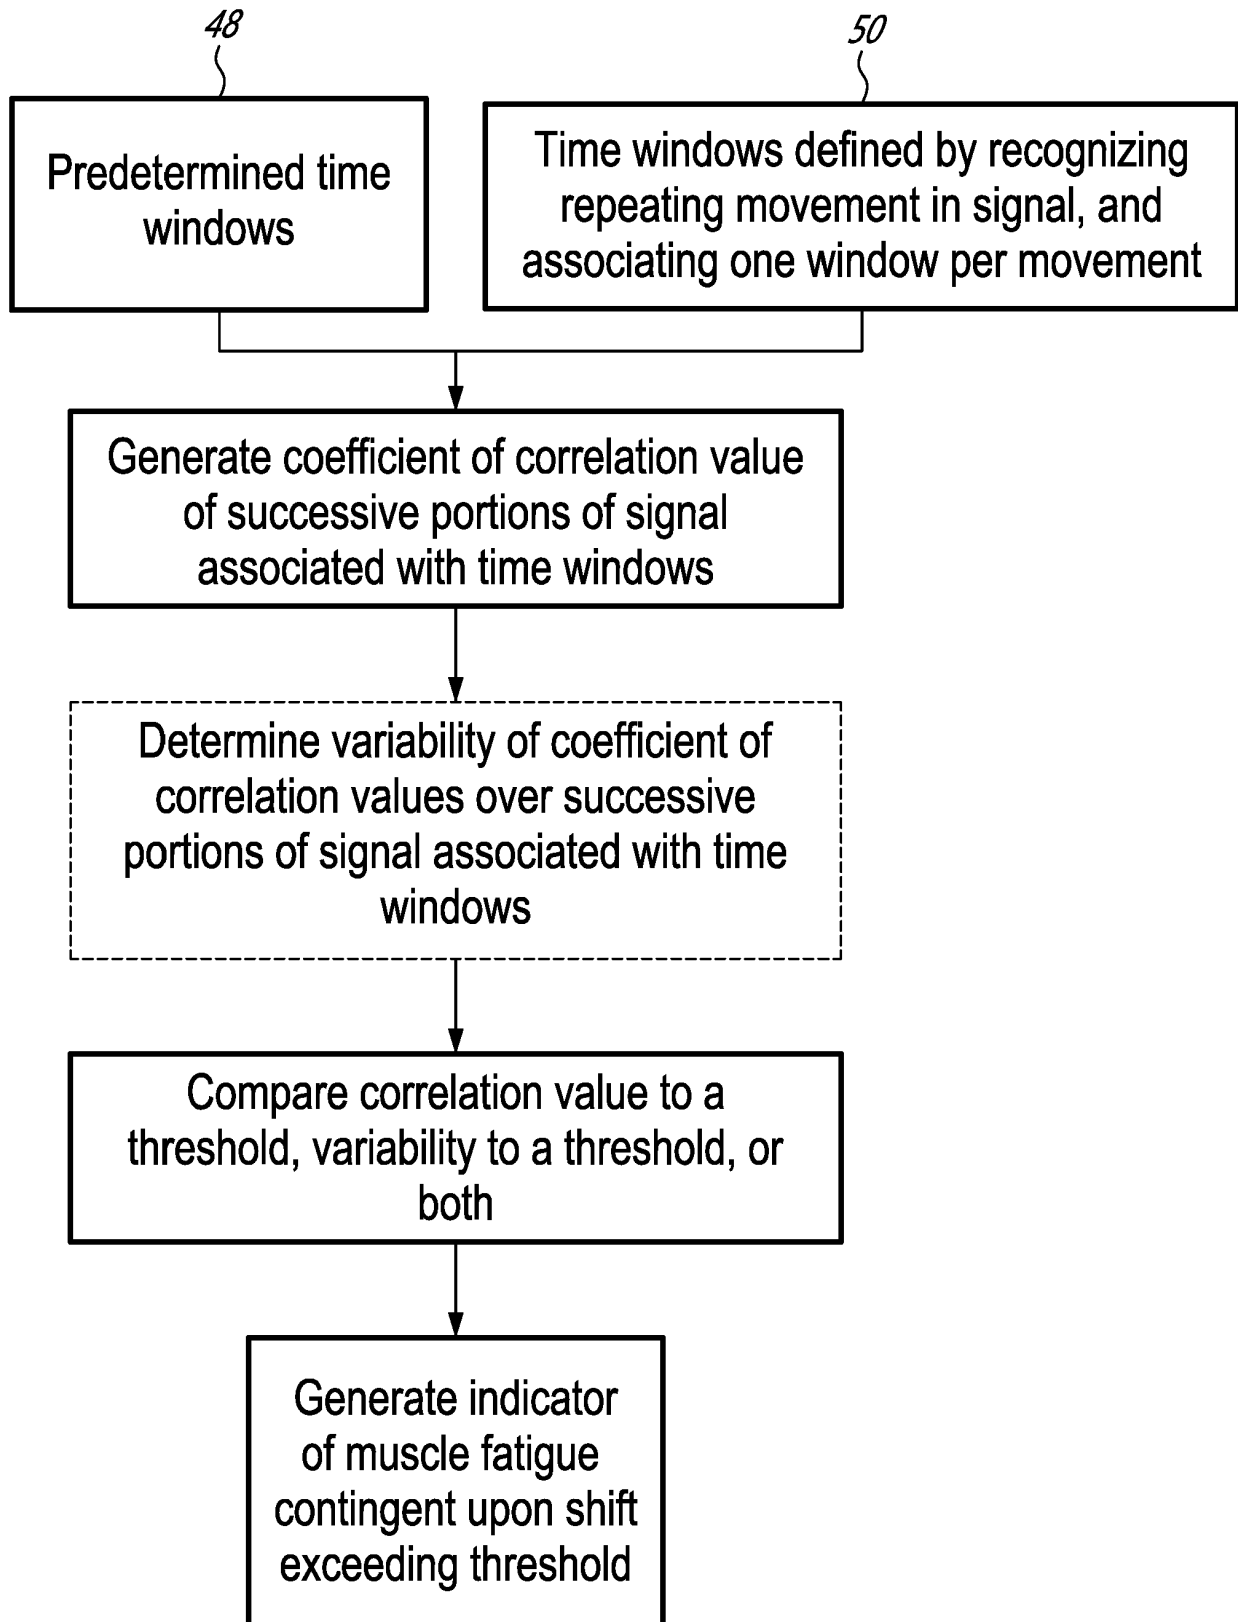 48
50
Predetermined time
windows
Time windows defined by recognizing
repeating movement in signal, and
associating one window per movement
Generate coefficient of correlation value
of successive portions of signal
associated with time windows
Determine variability of coefficient of
correlation values over successive
portions of signal associated with time
windows
Compare correlation value to a
threshold, variability to a threshold, or
both
Generate indicator
of muscle fatigue
contingent upon shift
exceeding threshold